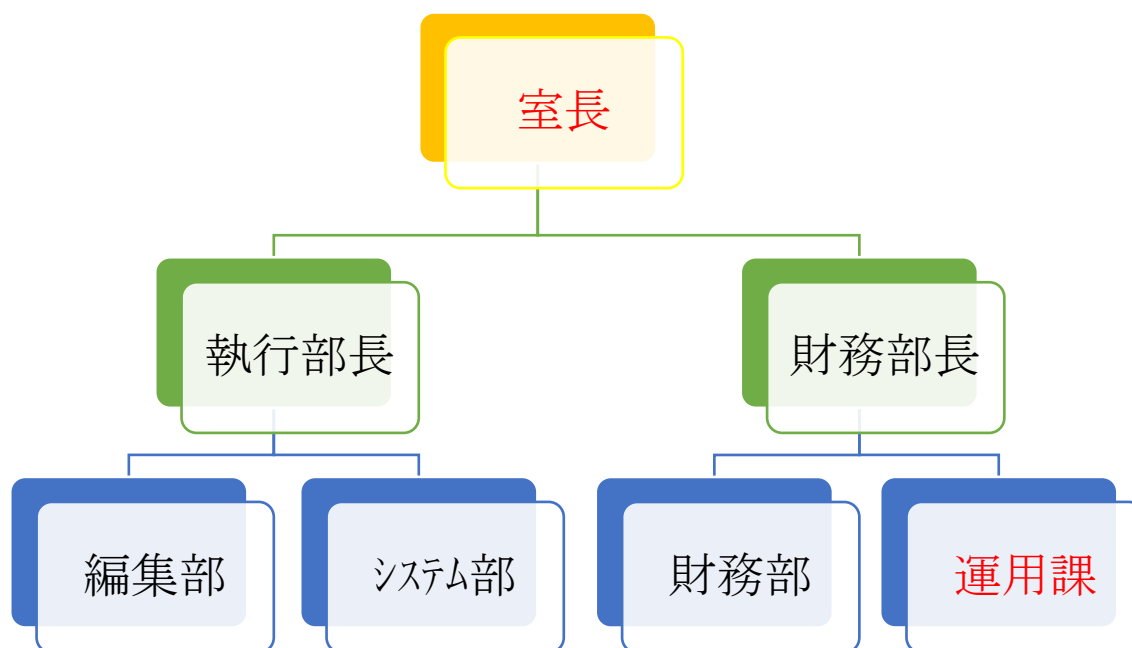 室長
執行部長
財務部長
編集部
システム部
財務部
運用課